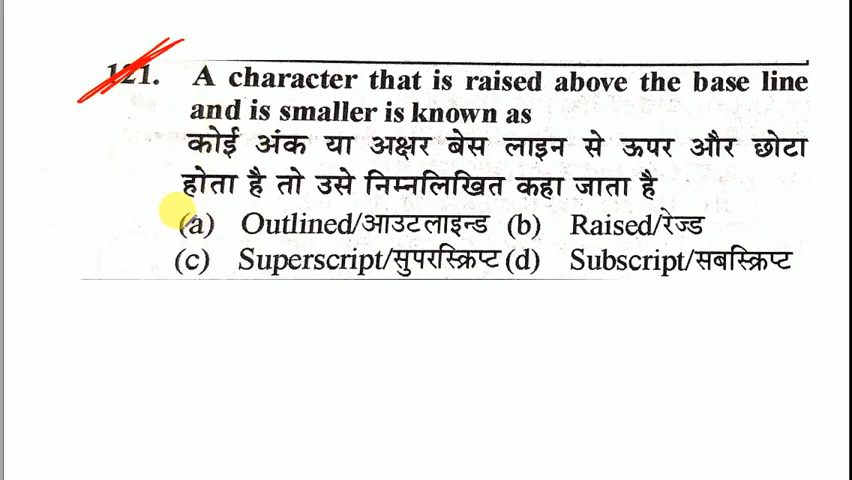 121. A character that is raised above the base line
and is smaller is known as
कोई अंक या अक्षर बेस लाइन से ऊपर और छोटा
होता है तो उसे निम्नलिखित कहा जाता है
(a) Outlined/आउटलाइन्ड (b) Raised/रेज्ड
(c) Superscript/सुपरस्क्रिप्ट (d) Subscript/सबस्क्रिप्ट